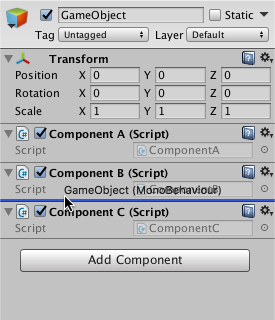 GameObject Static
Tag Untagged Layer Default
Transform
Position X 0 Y 0 Z 0
Rotation X 0 Y 0 Z 0
Scale X 1 Y 1 Z 1
Component A (Script)
Script ComponentA
Component B (Script)
Script GameObject (MonoBehaviour)
Component C (Script)
Script ComponentC
Add Component